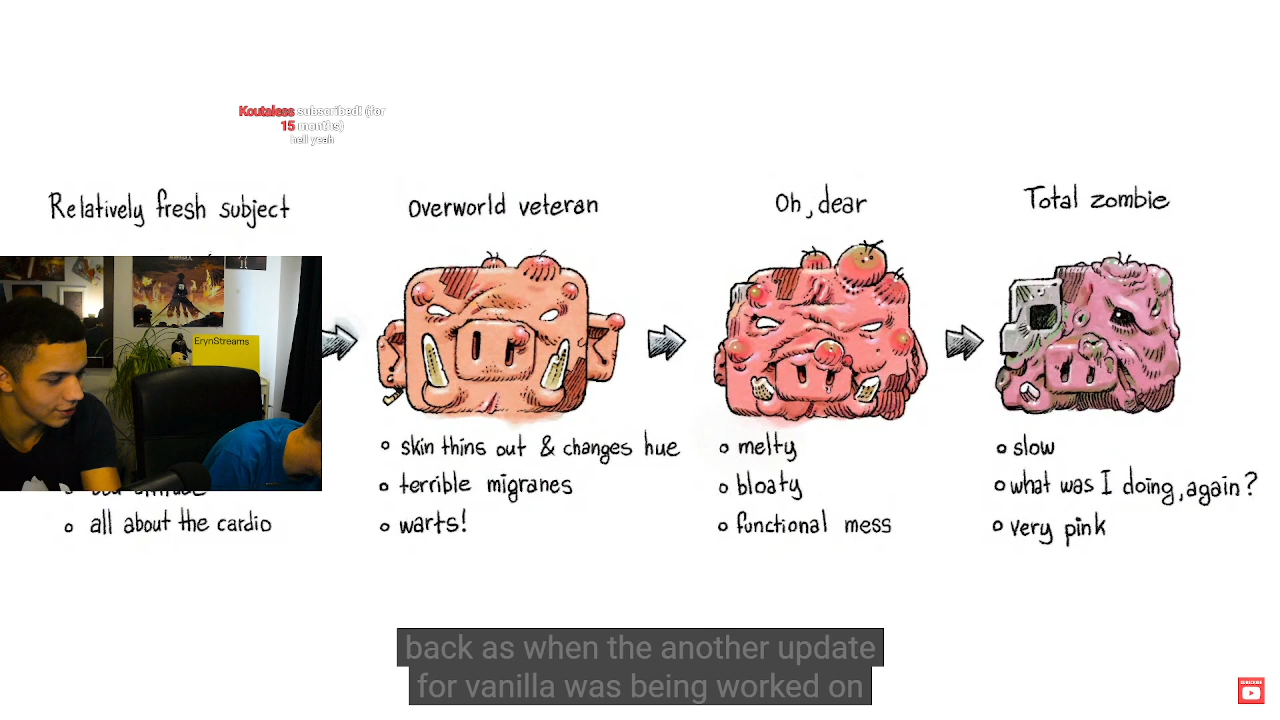 Koutaless subscribed! (for
15 months)
hell yeah
Relatively fresh subject
Overworld veteran
Oh, dear
Total zombie
ErynStreams
skin thins out & changes hue
terrible migranes
warts!
melty
bloaty
functional mess
slow
what was I doing, again?
very pink
all about the cardio
back as when the another update
for vanilla was being worked on
SUBSCRIBE